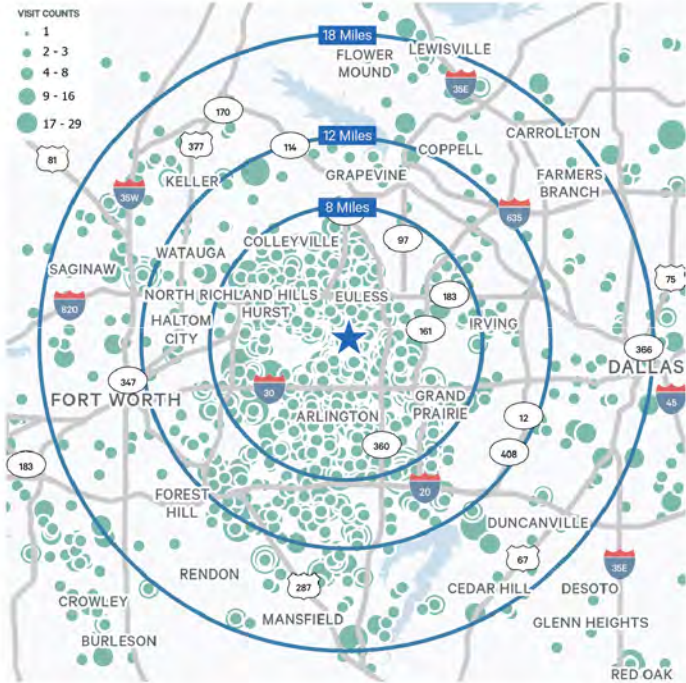 VISIT COUNTS
1
2 - 3
4 - 8
9 - 16
17 - 29
18 Miles
FLOWER
MOUND
LEWISVILLE
35E
170
377
114
12 Miles
COPPELL
CARROLLTON
81
KELLER
GRAPEVINE
FARMERS
BRANCH
35W
8 Miles
635
COLLEYVILLE
97
WATAUGA
SAGINAW
75
820
NORTH RICHLAND HILLS
HURST
EULESS
183
HALTOM
CITY
161
IRVING
366
DALLAS
347
FORT WORTH
30
GRAND
PRAIRIE
45
ARLINGTON
12
360
408
183
20
FOREST
HILL
DUNCANVILLE
67
35E
RENDON
287
CEDAR HILL
DESOTO
CROWLEY
MANSFIELD
GLENN HEIGHTS
BURLESON
RED OAK